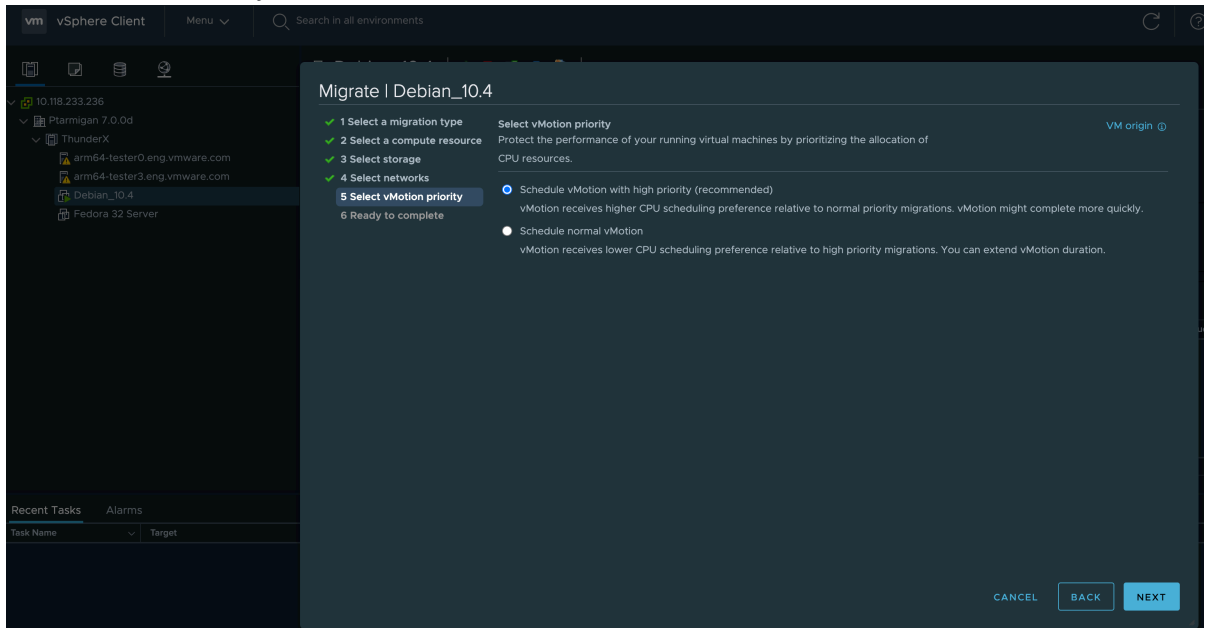 vm vSphere Client Menu Search in all environments
10.118.233.236
Ptarmigan 7.0.0d
ThunderX
arm64-tester0.eng.vmware.com
arm64-tester3.eng.vmware.com
Debian_10.4
Fedora 32 Server
Migrate | Debian_10.4
1 Select a migration type
2 Select a compute resource
3 Select storage
4 Select networks
5 Select vMotion priority
6 Ready to complete
Select vMotion priority
VM origin
Protect the performance of your running virtual machines by prioritizing the allocation of
CPU resources.
Schedule vMotion with high priority (recommended)
vMotion receives higher CPU scheduling preference relative to normal priority migrations. vMotion might complete more quickly.
Schedule normal vMotion
vMotion receives lower CPU scheduling preference relative to high priority migrations. You can extend vMotion duration.
Recent Tasks Alarms
Task Name Target
CANCEL BACK NEXT